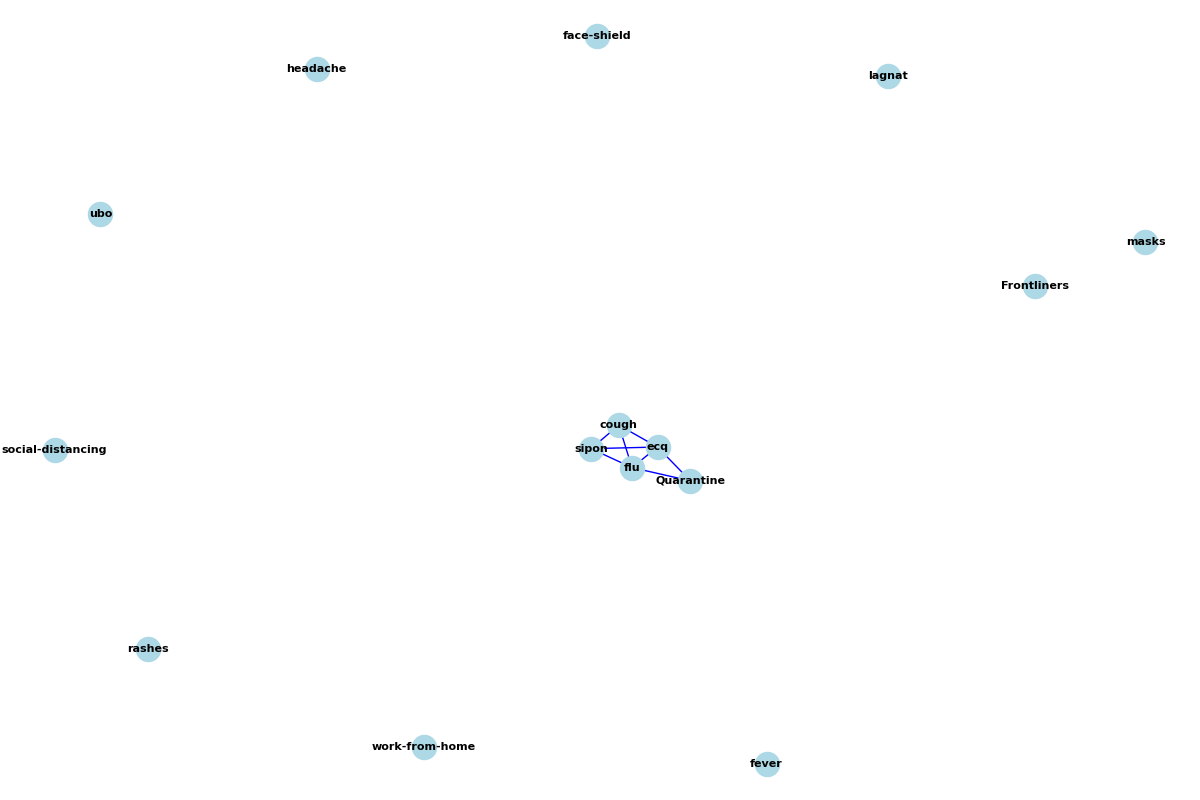 face-shield
headache
lagnat
ubo
masks
Frontliners
cough
sipon
ecq
social-distancing
flu
Quarantine
rashes
work-from-home
fever